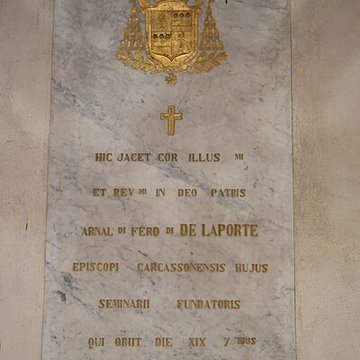 HIC JACET COR ILLUS MI
ET REV MI IN DEO PATRIS
ARNAL DI FERD DI DE LAPORTE
EPISCOPI CARCASSONENSIS HUJUS
SEMINARII FUNDATORIS
QUI OBIIT DIE XIX 7 BRIS